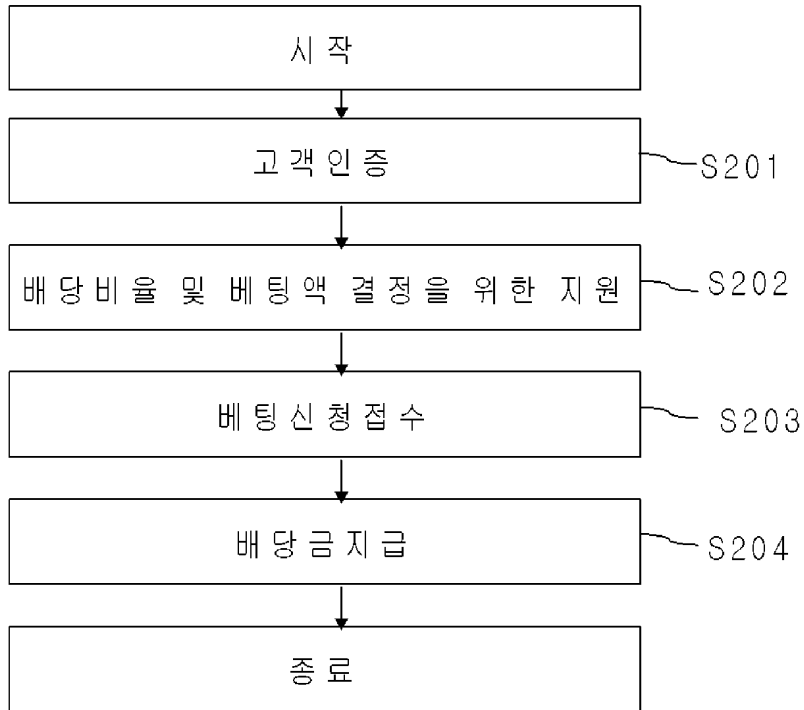 시작
고객인증
S201
배당비율 및 베팅액 결정을 위한 지원
S202
베팅신청접수
S203
배당금지급
S204
종료